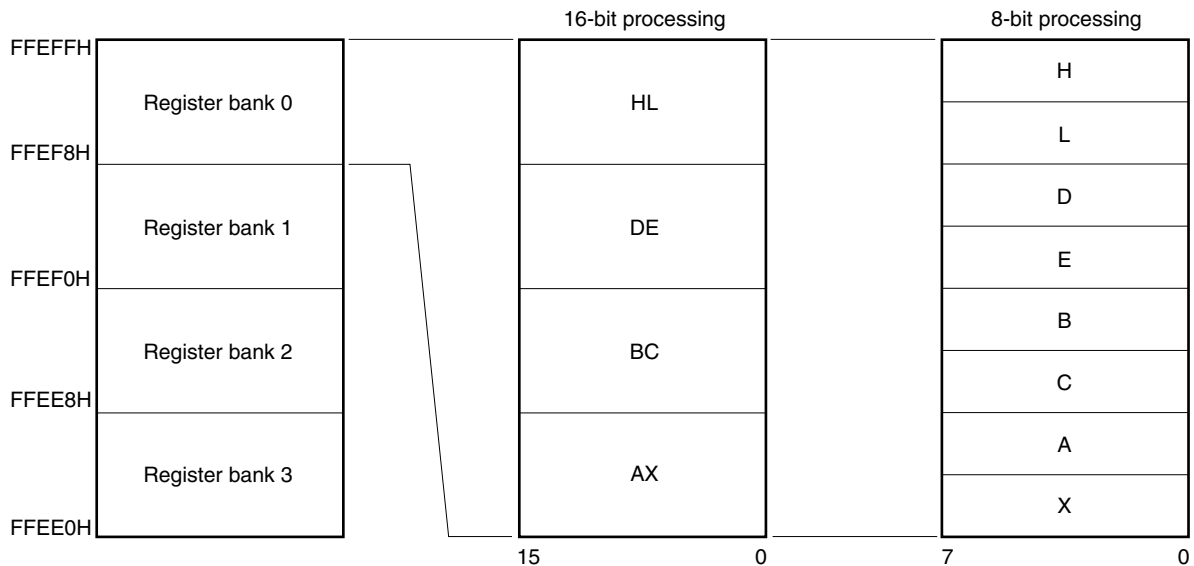 16-bit processing
8-bit processing
FFEFFH
Register bank 0
FFEF8H
Register bank 1
FFEF0H
Register bank 2
FFEE8H
Register bank 3
FFEE0H
HL
DE
BC
AX
15 0
H
L
D
E
B
C
A
X
7 0